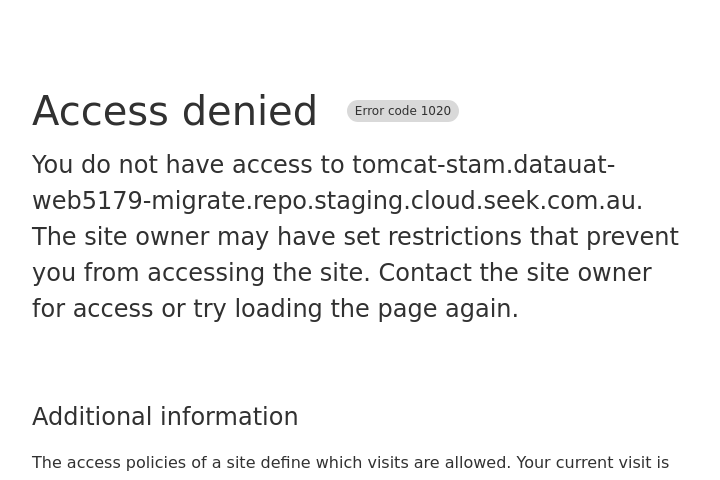 Access denied Error code 1020
You do not have access to tomcat-stam.datauat-
web5179-migrate.repo.staging.cloud.seek.com.au.
The site owner may have set restrictions that prevent
you from accessing the site. Contact the site owner
for access or try loading the page again.
Additional information
The access policies of a site define which visits are allowed. Your current visit is